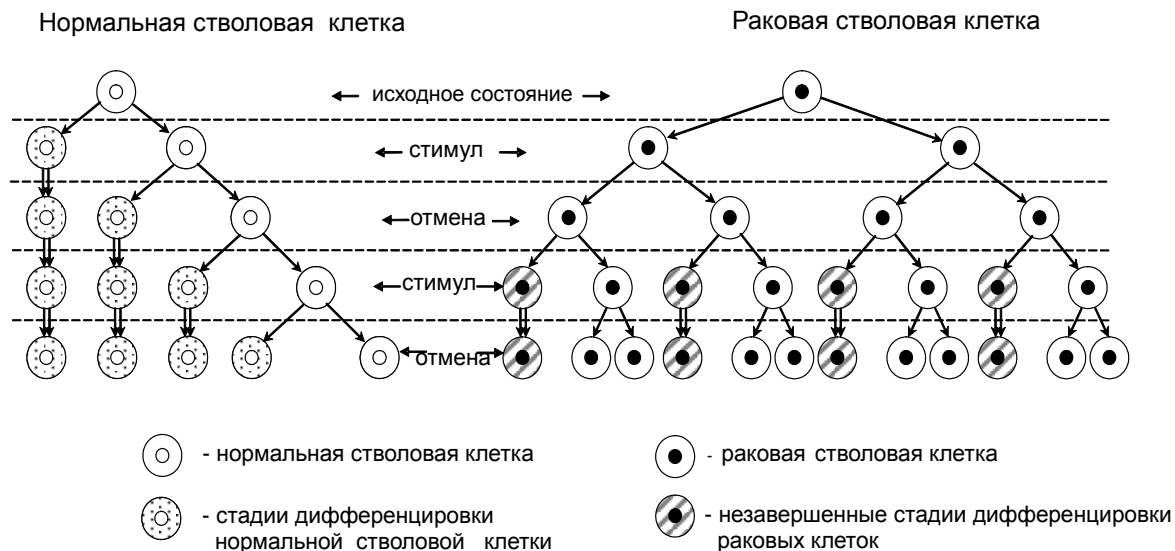 Нормальная стволовая клетка
Раковая стволовая клетка
исходное состояние
стимул
отмена
стимул
отмена
- нормальная стволовая клетка
- раковая стволовая клетка
- стадии дифференцировки
нормальной стволовой клетки
- незавершенные стадии дифференцировки
раковых клеток